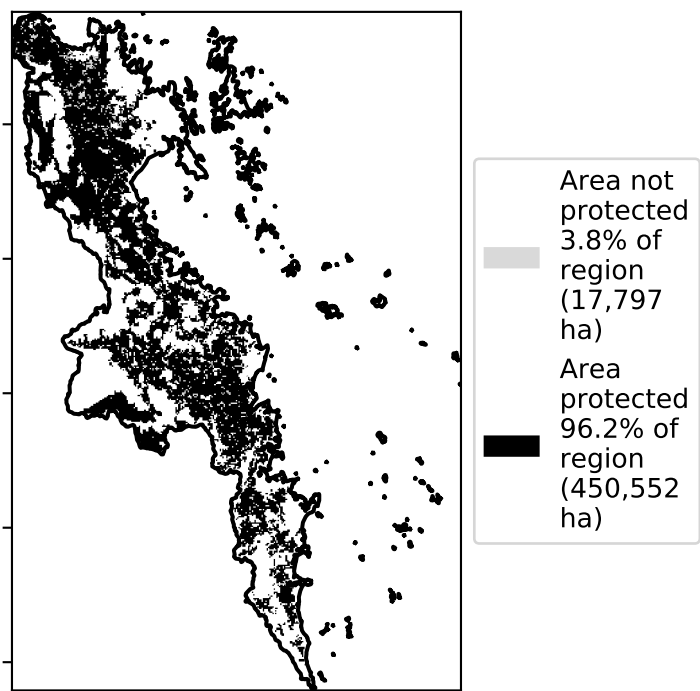 Area not
protected
3.8% of
region
(17,797
ha)
Area
protected
96.2% of
region
(450,552
ha)